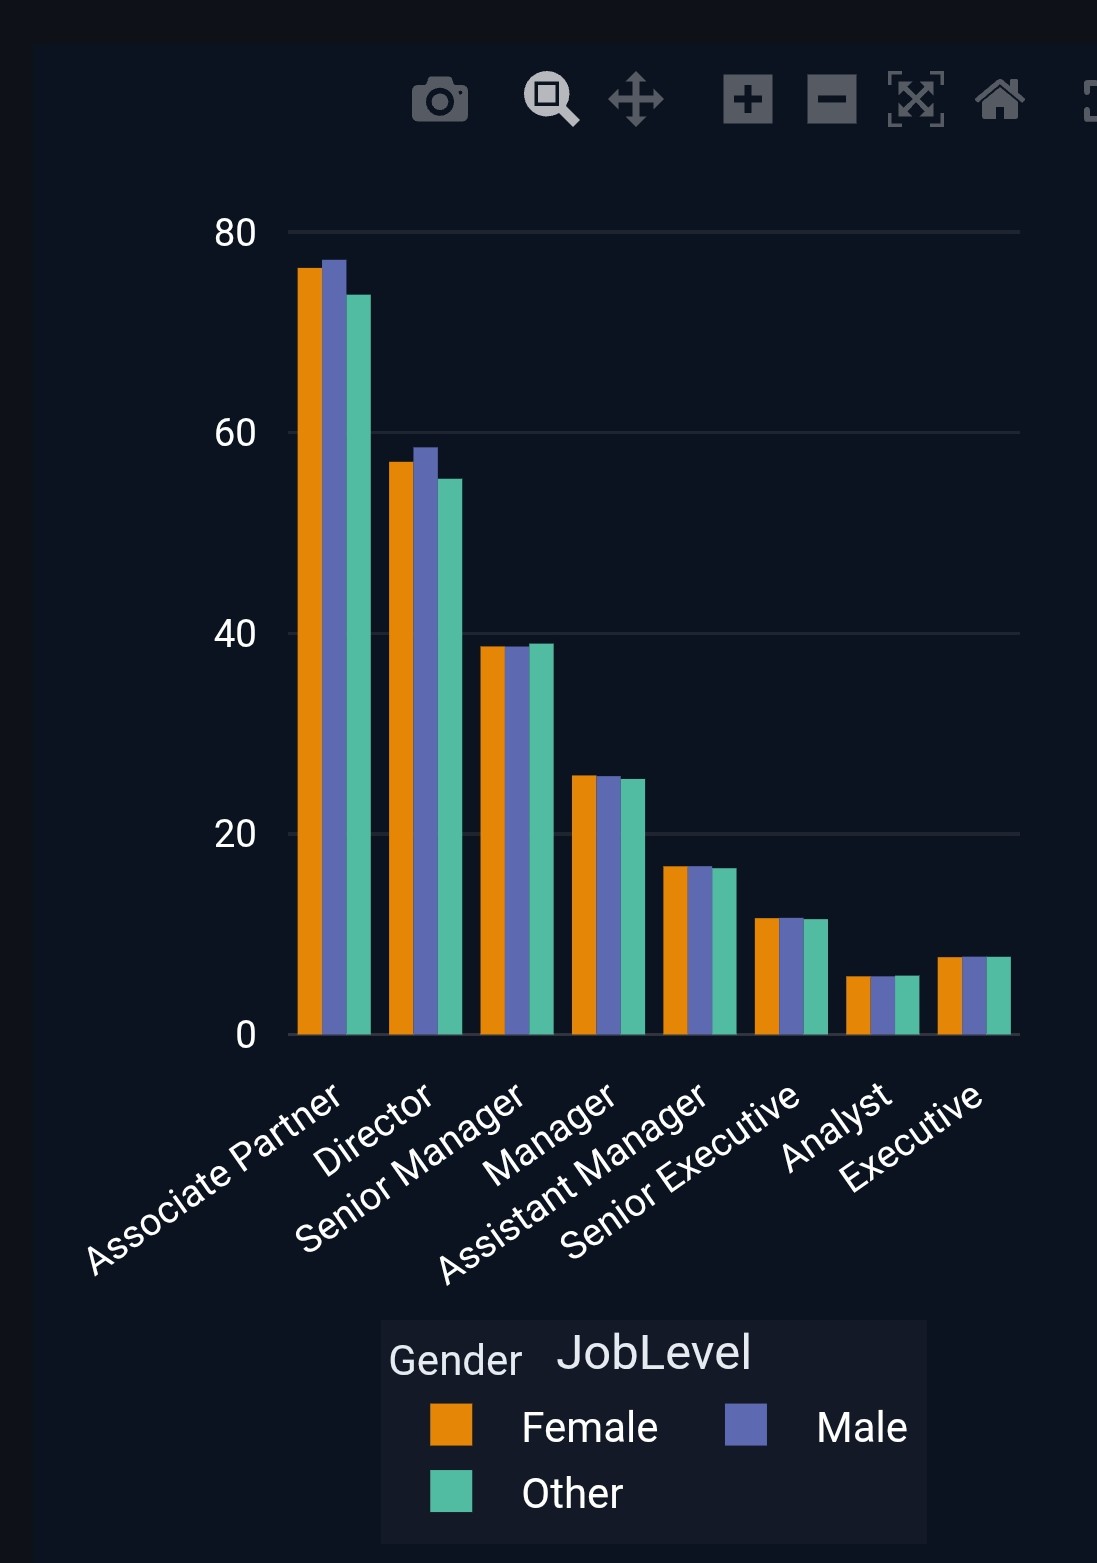 80
60
40
20
0
Associate Partner
Director
Senior Manager
Manager
Assistant Manager
Senior Executive
Analyst
Executive
Gender JobLevel
Female Male
Other